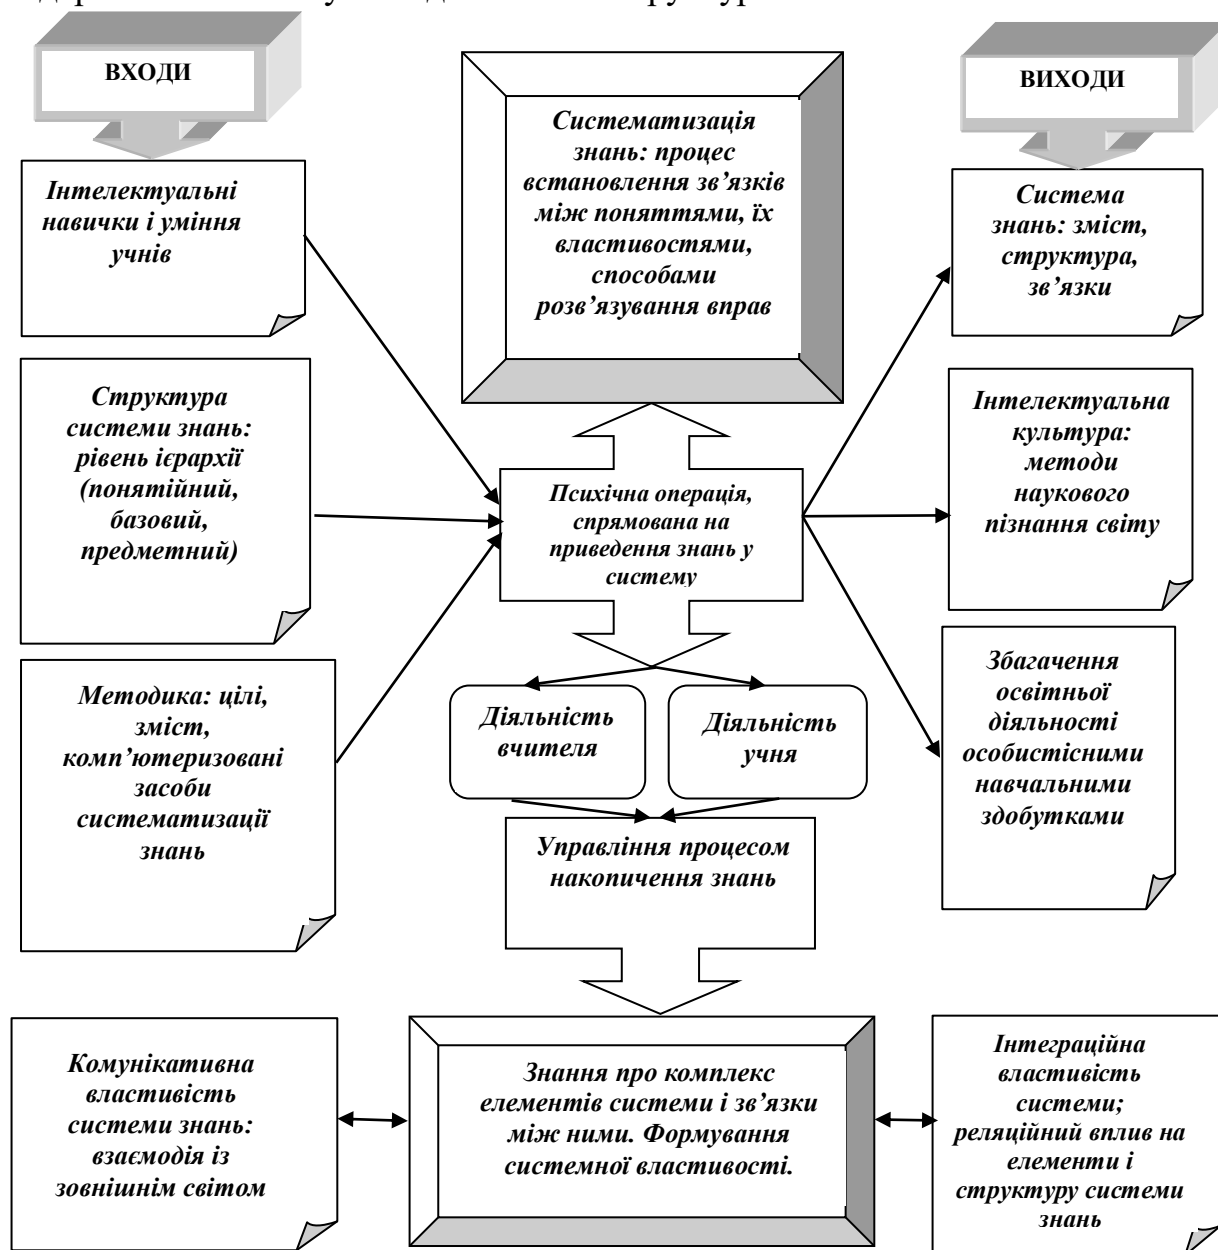 ВХОДИ
ВИХОДИ
Інтелектуальні
навички і уміння
учнів
Систематизація
знань: процес
встановлення зв’язків
між поняттями, їх
властивостями,
способами
розв’язування вправ
Система
знань: зміст,
структура,
зв’язки
Структура
системи знань:
рівень ієрархії
(понятійний,
базовий,
предметний)
Психічна операція,
спрямована на
приведення знань у
систему
Інтелектуальна
культура:
методи
наукового
пізнання світу
Методика: цілі,
зміст,
комп’ютеризовані
засоби
систематизації
знань
Діяльність
вчителя
Діяльність
учня
Збагачення
освітньої
діяльності
особистісними
навчальними
здобутками
Управління процесом
накопичення знань
Комунікативна
властивість
системи знань:
взаємодія із
зовнішнім світом
Знання про комплекс
елементів системи і зв’язки
між ними. Формування
системної властивості.
Інтеграційна
властивість
системи;
реляційний вплив на
елементи і
структуру системи
знань